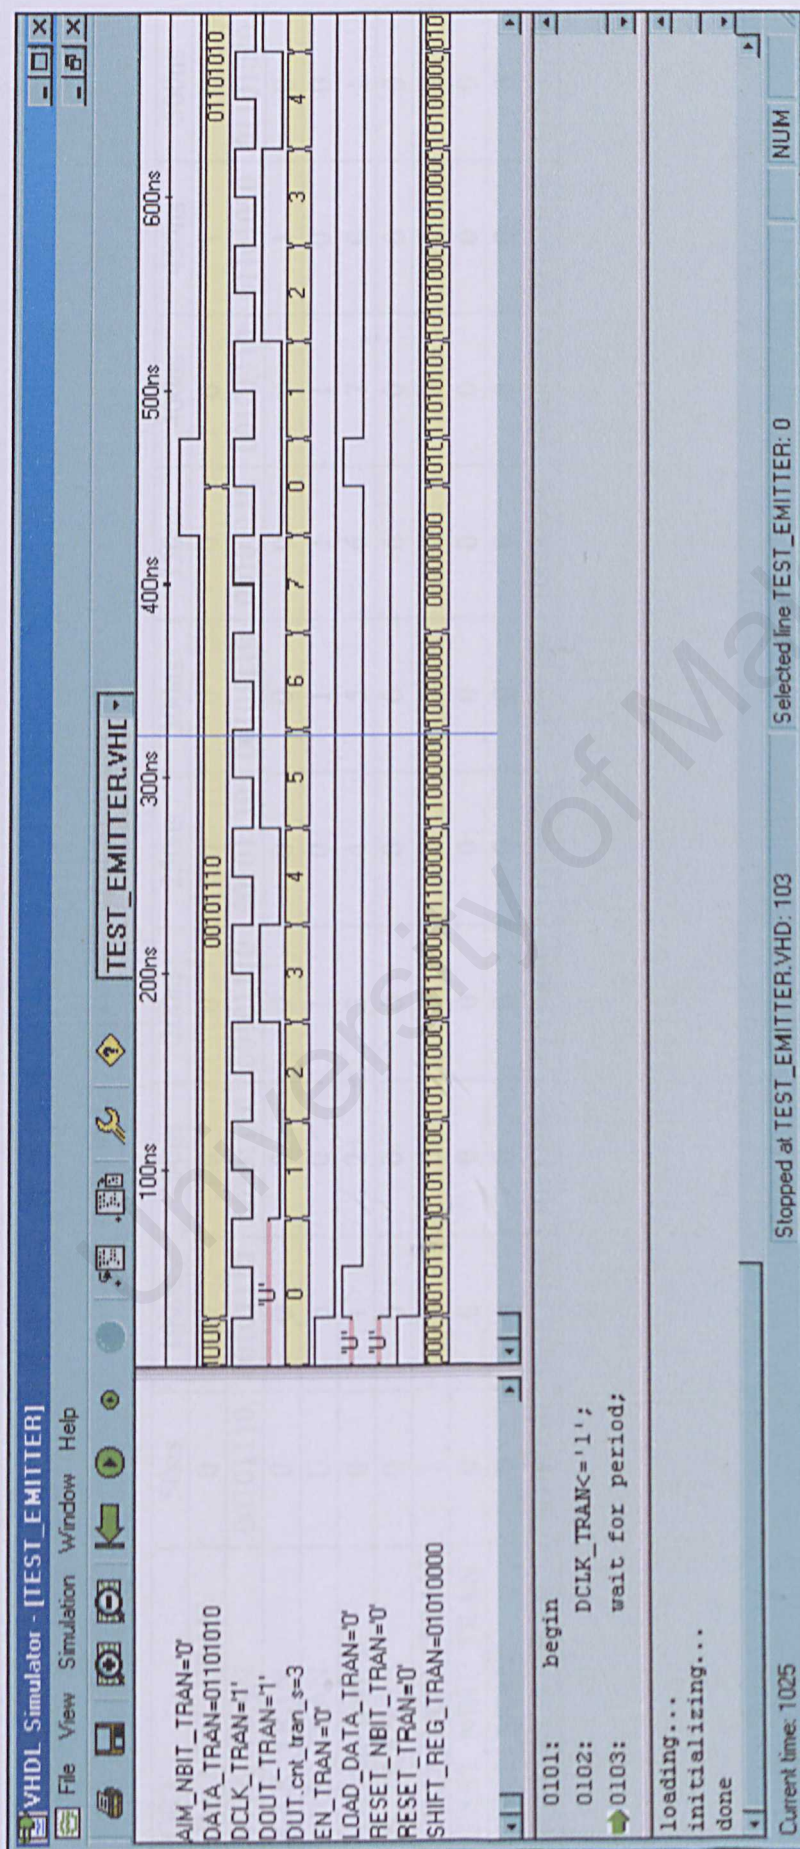 VHDL Simulator - [TEST_EMITTER]
File View Simulation Window Help
TEST_EMITTER.VHD
100ns 200ns 300ns 400ns 500ns 600ns
AIM_NBIT_TRAN='0'
DATA_TRAN=01101010
UUU 00101110 01101010
DCLK_TRAN='1'
DOUT_TRAN='1'
'U'
DUT.cnt_tran_s=3
0 1 2 3 4 5 6 7 0 1 2 3 4
EN_TRAN='0'
LOAD_DATA_TRAN='0'
'U'
RESET_NBIT_TRAN='0'
'U'
RESET_TRAN='0'
SHIFT_REG_TRAN=01010000
00000000
0101: begin
0102: DCLK_TRAN<='1';
0103: wait for period;
loading...
initializing...
done
Current time: 1025
Stopped at TEST_EMITTER.VHD: 103
Selected line TEST_EMITTER: 0
NUM
University of Mal